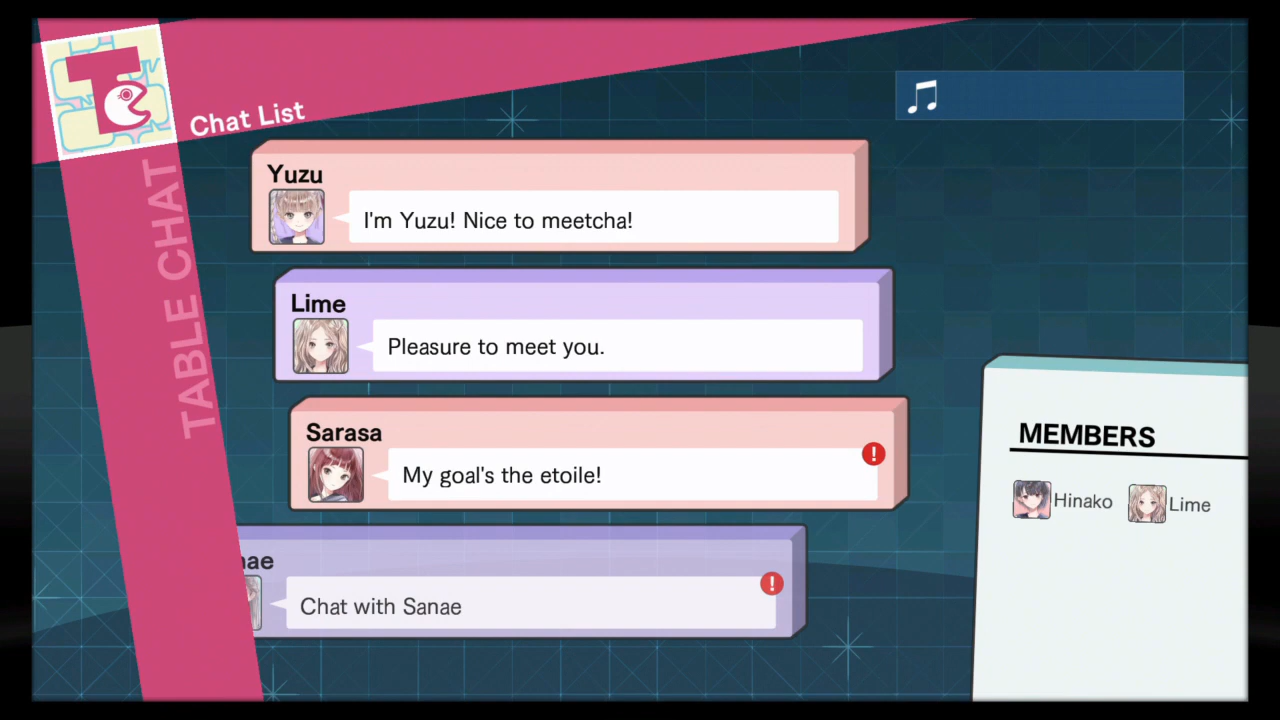 Chat List
TABLE CHAT
Yuzu
I'm Yuzu! Nice to meetcha!
Lime
Pleasure to meet you.
Sarasa
My goal's the etoile!
nae
Chat with Sanae
MEMBERS
Hinako Lime